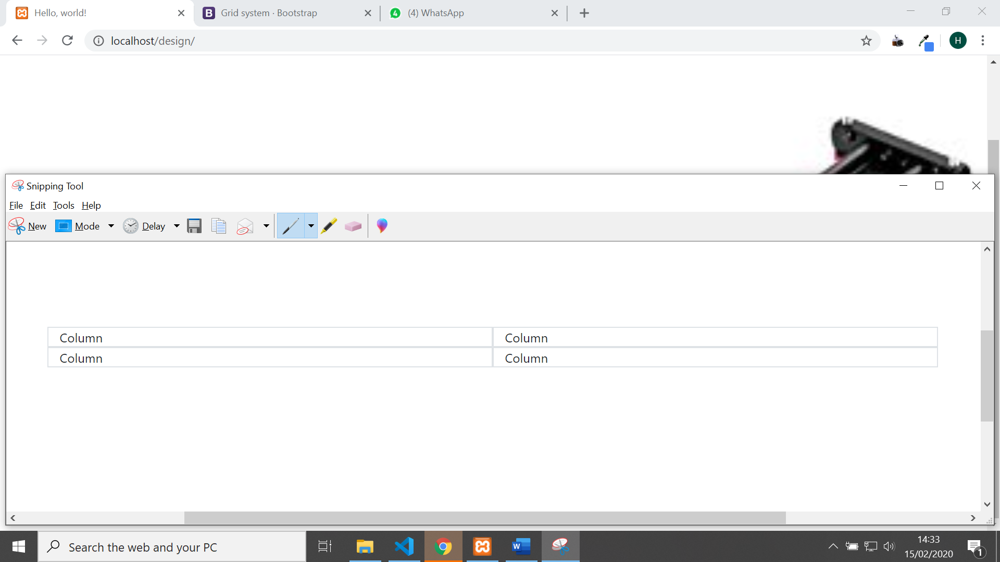 Hello, world!
Grid system · Bootstrap
4
(4) WhatsApp
localhost/design/
H
Snipping Tool
File Edit Tools Help
New Mode Delay
Column Column
Column Column
Search the web and your PC
14:33
15/02/2020
1